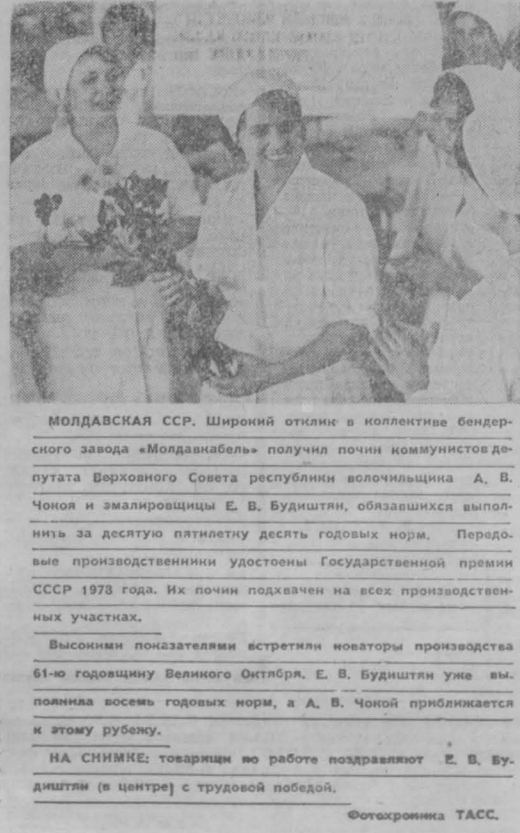 МОЛДАВСКАЯ ССР. Широкий отклик в коллективе бендер-
ского завода «Молдавкабель» получил почин коммунистов де-
путата Верховного Совета республики волочильщика А. В.
Чокоя и эмалировщицы Е. В. Будиштян, обязавшихся выпол-
нить за десятую пятилетку десять годовых норм. Передо-
вые производственники удостоены Государственной премии
СССР 1978 года. Их почин подхвачен на всех производствен-
ных участках.
Высокими показателями встретили новаторы производства
61-ю годовщину Великого Октября. Е. В. Будиштян уже вы-
полнила восемь годовых норм, а А. В. Чокой приближается
к этому рубежу.
НА СНИМКЕ: товарищи по работе поздравляют Е. В. Бу-
диштян (в центре) с трудовой победой.
Фотохроника ТАСС.